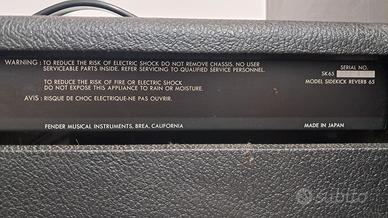 WARNING : TO REDUCE THE RISK OF ELECTRIC SHOCK DO NOT REMOVE CHASSIS. NO USER
SERVICEABLE PARTS INSIDE. REFER SERVICING TO QUALIFIED SERVICE PERSONNEL.
TO REDUCE THE RISK OF FIRE OR ELECTRIC SHOCK
DO NOT EXPOSE THIS APPLIANCE TO RAIN OR MOISTURE.
AVIS : RISQUE DE CHOC ELECTRIQUE-NE PAS OUVRIR.
SERIAL NO.
SK65
MODEL SIDEKICK REVERB 65
FENDER MUSICAL INSTRUMENTS, BREA, CALIFORNIA
MADE IN JAPAN
subito